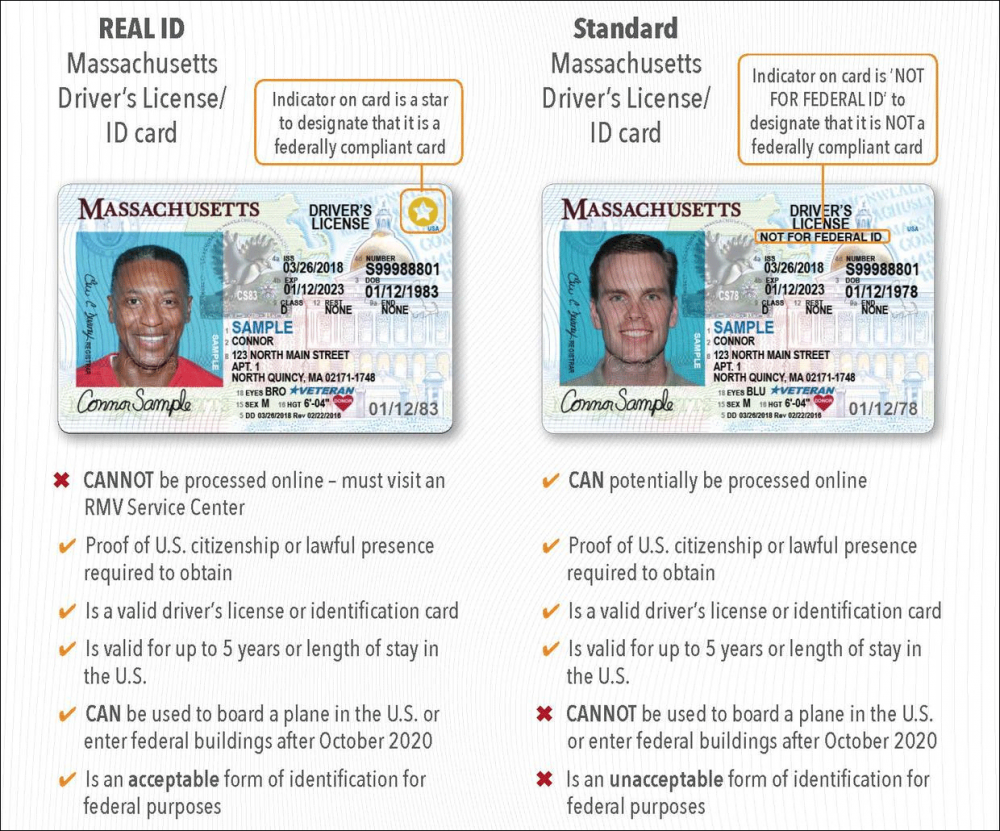 REAL ID
Massachusetts
Driver's License/
ID card
Indicator on card is a star
to designate that it is a
federally compliant card
MASSACHUSETTS
DRIVER'S
LICENSE
USA
4a ISS
03/26/2018
4b EXP
01/12/2023
NUMBER
S99988801
DOB
01/12/1983
CLASS
D
12 REST
NONE
9a END
NONE
CS83
SAMPLE
CONNOR
123 NORTH MAIN STREET
APT. 1
NORTH QUINCY, MA 02171-1748
18 EYES BRO ★VETERAN
15 SEX M 16 HGT 6'-04" DONOR
5 DD 03/26/2018 Rev 02/22/2016
01/12/83
REGISTRAR
SAMPLE
Connor Sample
✖ CANNOT be processed online – must visit an
RMV Service Center
✔ Proof of U.S. citizenship or lawful presence
required to obtain
✔ Is a valid driver's license or identification card
✔ Is valid for up to 5 years or length of stay in
the U.S.
✔ CAN be used to board a plane in the U.S. or
enter federal buildings after October 2020
✔ Is an acceptable form of identification for
federal purposes
Standard
Massachusetts
Driver's License/
ID card
Indicator on card is 'NOT
FOR FEDERAL ID' to
designate that it is NOT a
federally compliant card
MASSACHUSETTS
DRIVER'S
LICENSE
NOT FOR FEDERAL ID
USA
4a ISS
03/26/2018
4b EXP
01/12/2023
NUMBER
S99988801
DOB
01/12/1978
CLASS
D
12 REST
NONE
9a END
NONE
CS78
SAMPLE
CONNOR
123 NORTH MAIN STREET
APT. 1
NORTH QUINCY, MA 02171-1748
18 EYES BLU ★VETERAN
15 SEX M 16 HGT 6'-04" DONOR
5 DD 03/26/2018 Rev 02/22/2016
01/12/78
REGISTRAR
SAMPLE
Connor Sample
✔ CAN potentially be processed online
✔ Proof of U.S. citizenship or lawful presence
required to obtain
✔ Is a valid driver's license or identification card
✔ Is valid for up to 5 years or length of stay in
the U.S.
✖ CANNOT be used to board a plane in the U.S.
or enter federal buildings after October 2020
✖ Is an unacceptable form of identification for
federal purposes